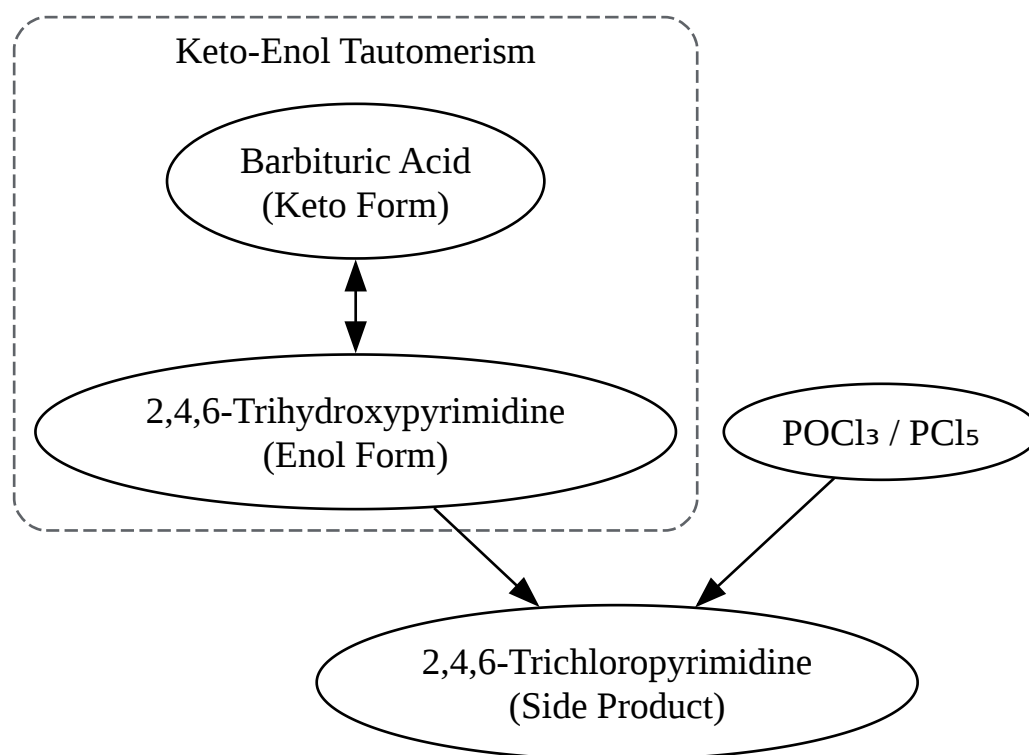 Keto-Enol Tautomerism
Barbituric Acid
(Keto Form)
2,4,6-Trihydroxypyrimidine
(Enol Form)
POCl₃ / PCl₅
2,4,6-Trichloropyrimidine
(Side Product)